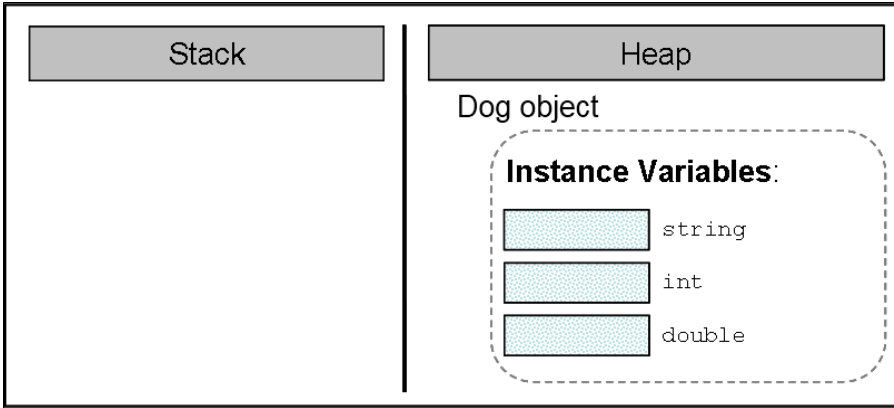 Stack
Heap
Dog object
Instance Variables:
string
int
double